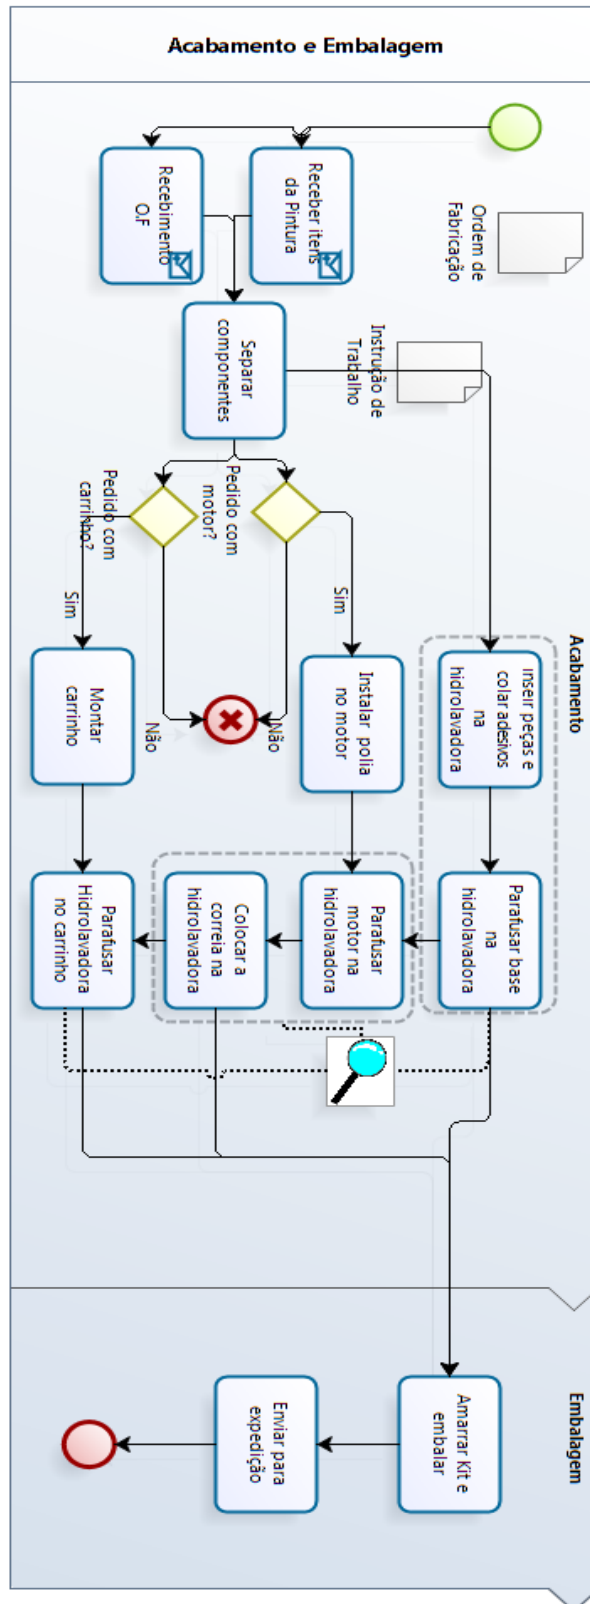 Acabamento e Embalagem
Acabamento
Embalagem
Ordem de
Fabricação
Receber itens
da Pintura
Recebimento
O.F
Instrução de
Trabalho
Separar
componentes
Pedido com
motor?
Pedido com
carrinho?
Sim
Sim
Não
Não
Inseir peças e
colar adesivos
na
hidrolavadora
Instalar polia
no motor
Montar
carrinho
Parafusar base
na
hidrolavadora
Parafusar
motor na
hidrolavadora
Colocar a
correia na
hidrolavadora
Parafusar
Hidrolavadora
no carrinho
Amarrar Kit e
embalar
Enviar para
expedição